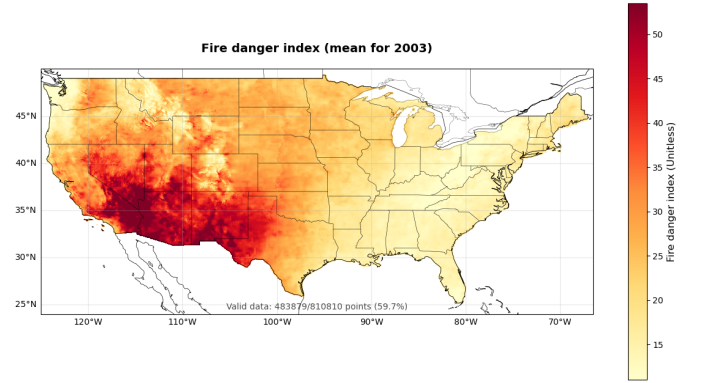 Fire danger index (mean for 2003)
45°N
40°N
35°N
30°N
25°N
Valid data: 483879/810810 points (59.7%)
120°W 110°W 100°W 90°W 80°W 70°W
50
45
40
35
30
25
20
15
Fire danger index (Unitless)